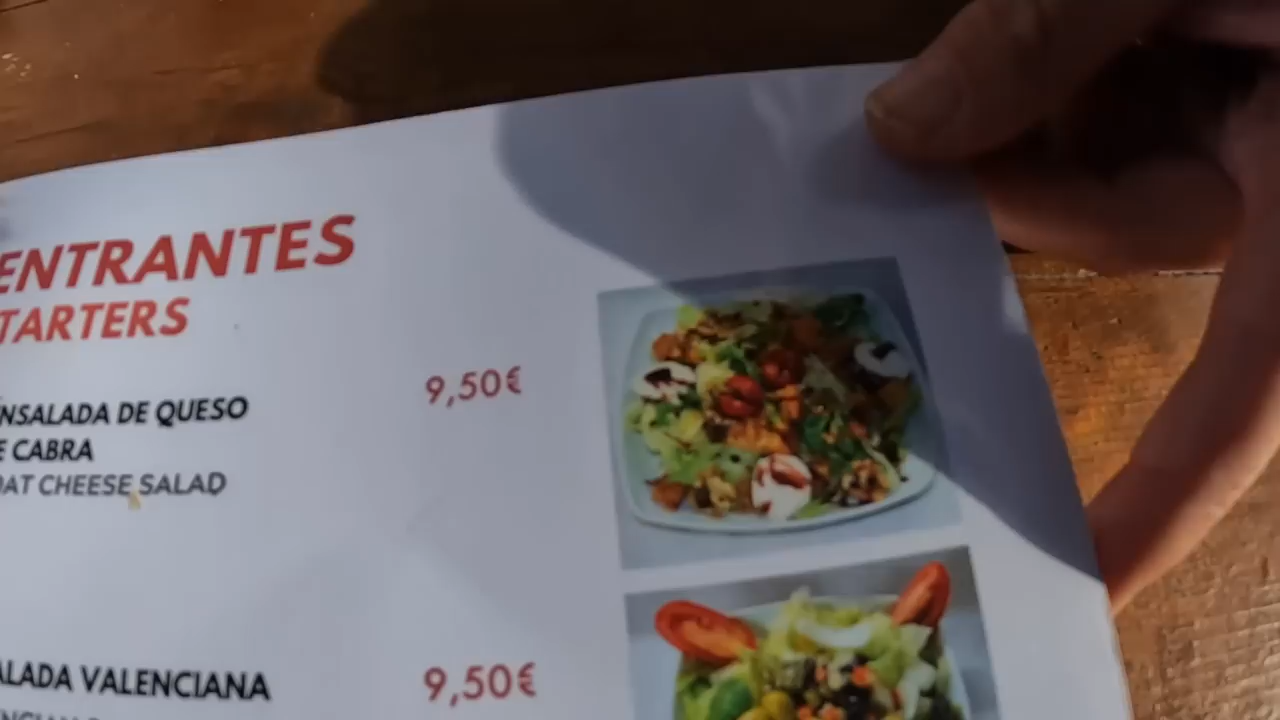 ENTRANTES
TARTERS
NSALADA DE QUESO
9,50€
E CABRA
OAT CHEESE SALAD
ALADA VALENCIANA
9,50€